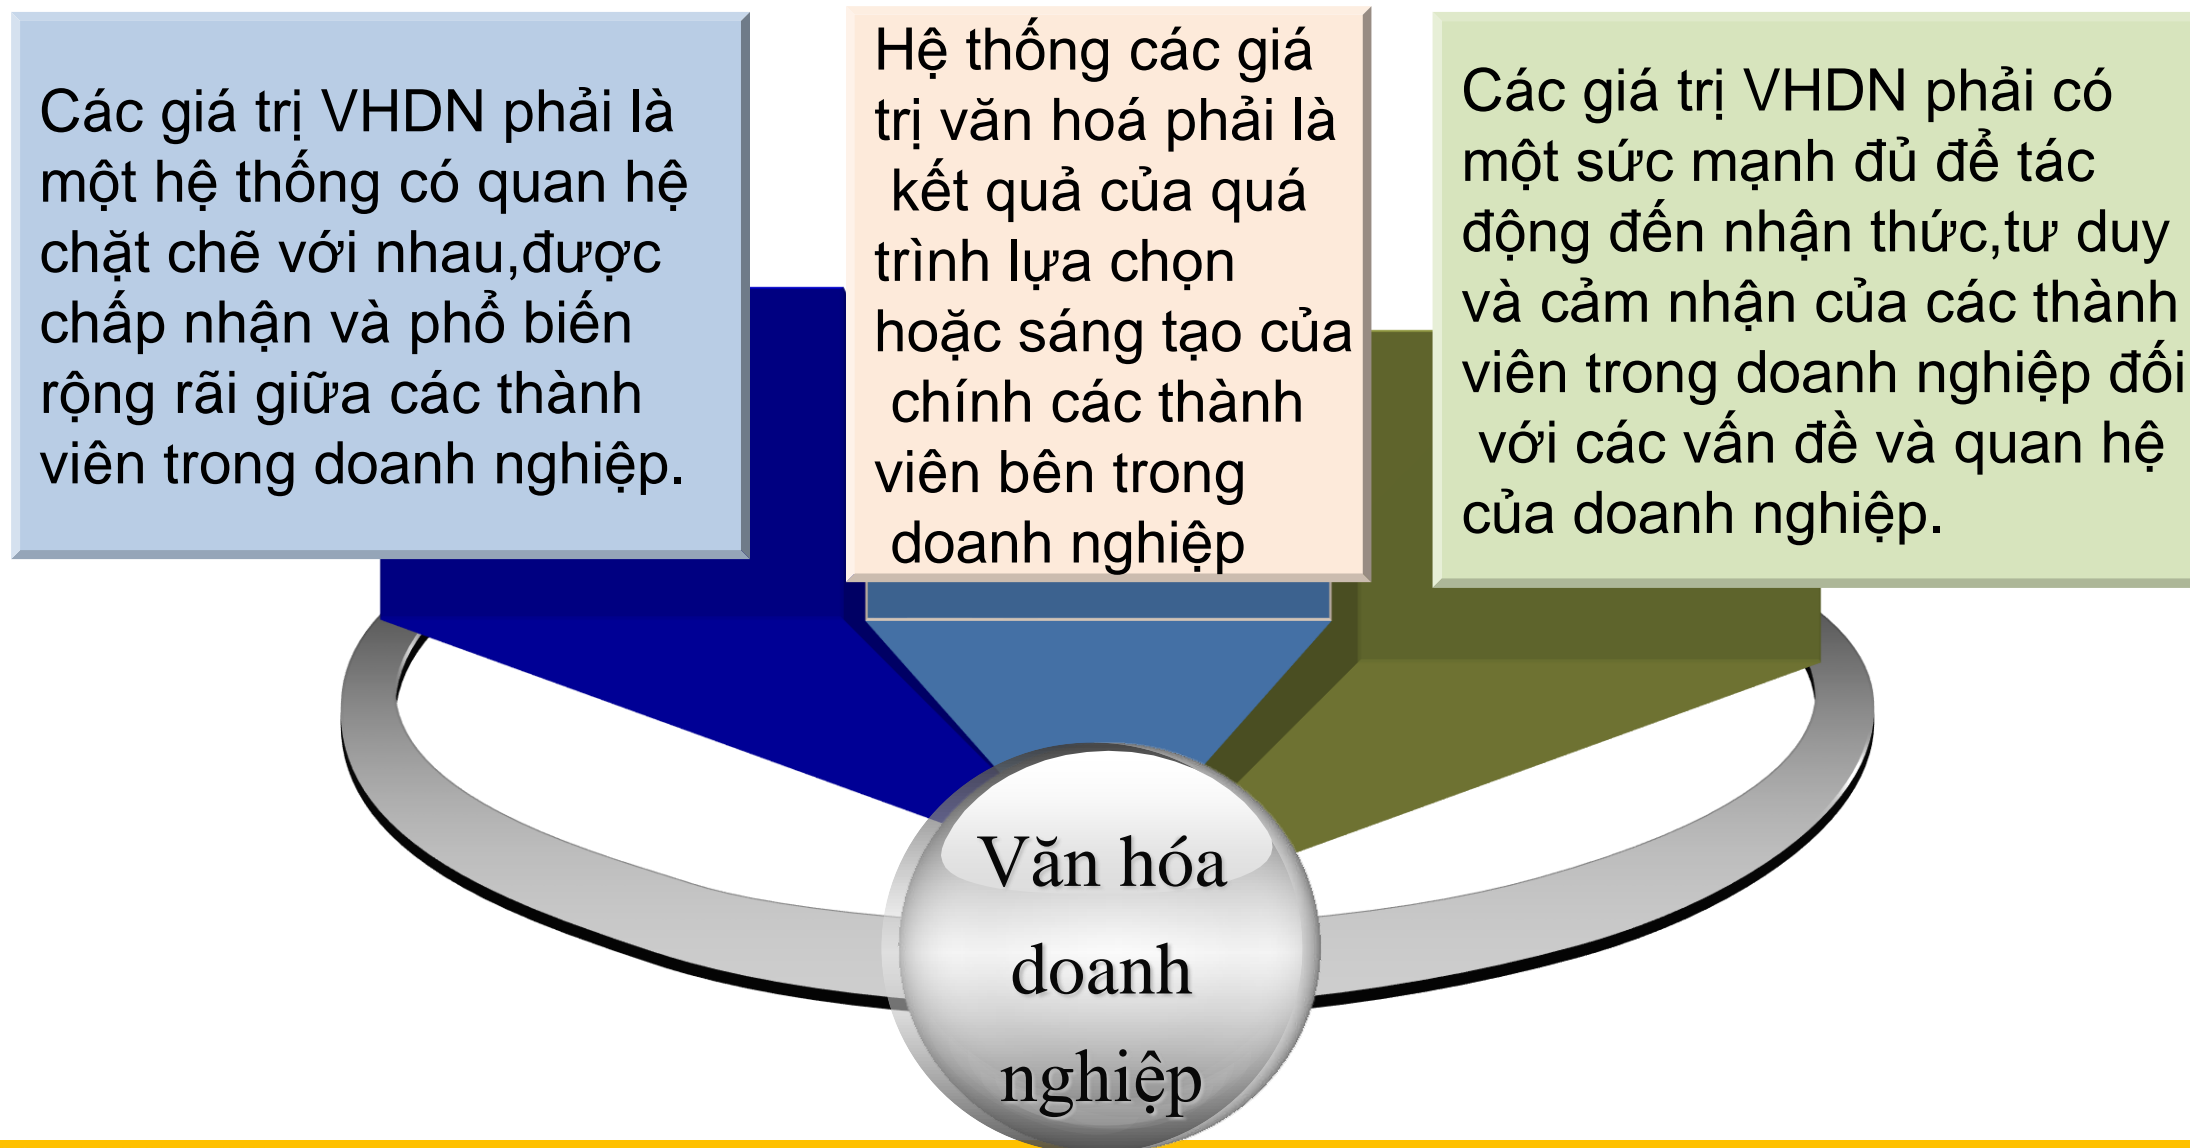 Các giá trị VHDN phải là
một hệ thống có quan hệ
chặt chẽ với nhau,được
chấp nhận và phổ biến
rộng rãi giữa các thành
viên trong doanh nghiệp.
Hệ thống các giá
trị văn hoá phải là
kết quả của quá
trình lựa chọn
hoặc sáng tạo của
chính các thành
viên bên trong
doanh nghiệp
Các giá trị VHDN phải có
một sức mạnh đủ để tác
động đến nhận thức,tư duy
và cảm nhận của các thành
viên trong doanh nghiệp đối
với các vấn đề và quan hệ
của doanh nghiệp.
Văn hóa
doanh
nghiệp